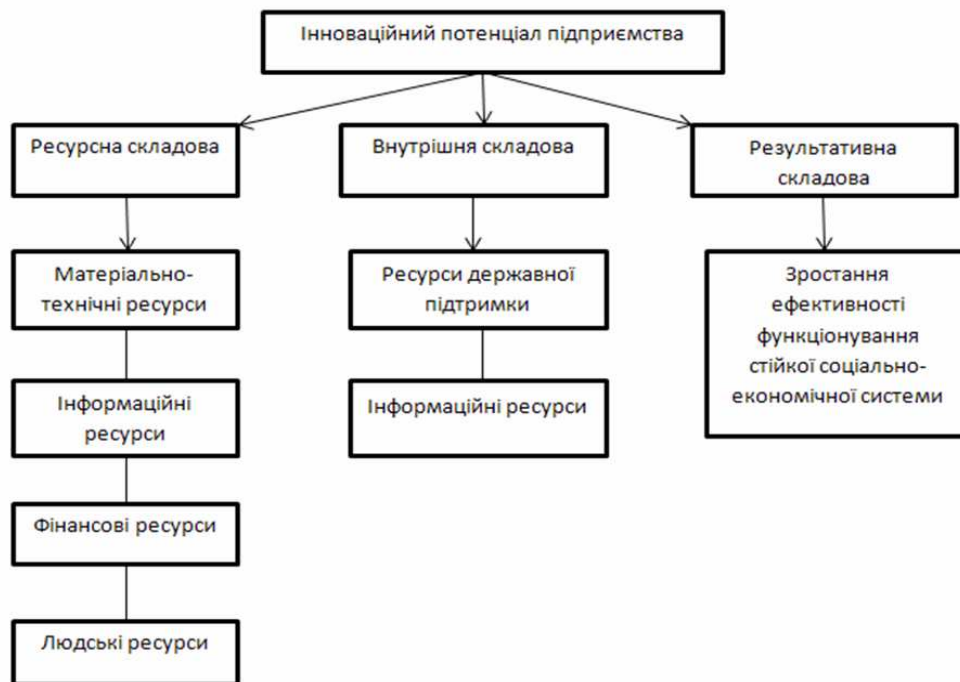 Інноваційний потенціал підприємства
Ресурсна складова
Внутрішня складова
Результативна
складова
Матеріально-
технічні ресурси
Ресурси державної
підтримки
Зростання
ефективності
функціонування
стійкої соціально-
економічної системи
Інформаційні
ресурси
Інформаційні ресурси
Фінансові ресурси
Людські ресурси